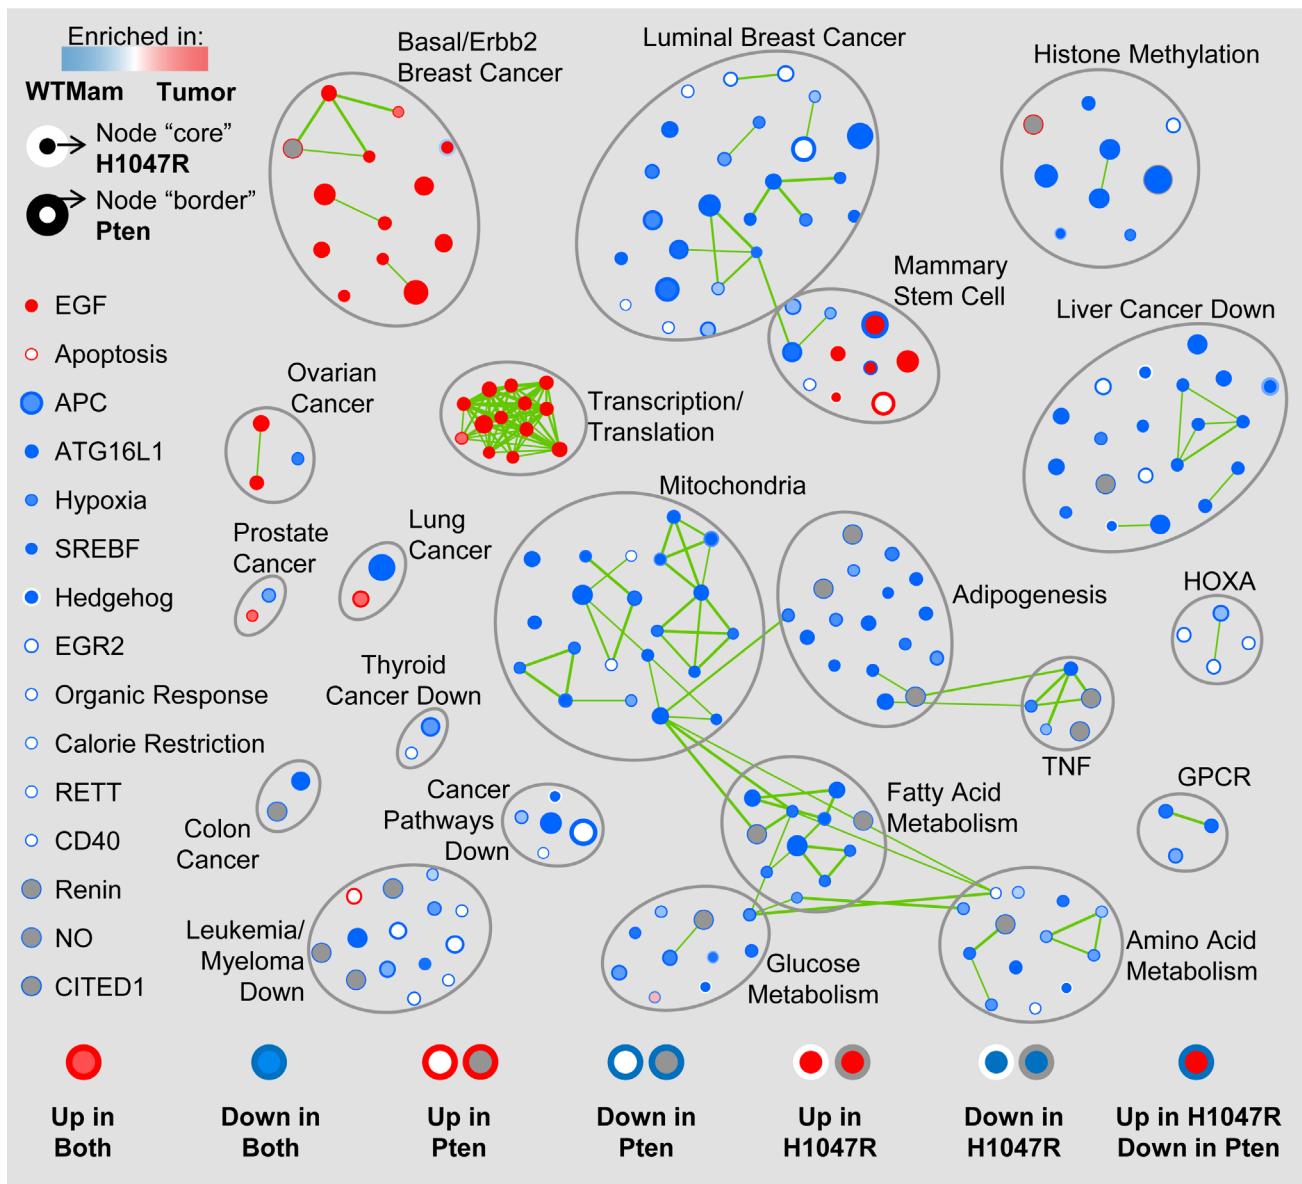 Enriched in:
WTMam Tumor
Node “core”
H1047R
Node “border”
Pten
Basal/Erbb2
Breast Cancer
Luminal Breast Cancer
Histone Methylation
Mammary
Stem Cell
Liver Cancer Down
EGF
Apoptosis
APC
ATG16L1
Hypoxia
SREBF
Hedgehog
EGR2
Organic Response
Calorie Restriction
RETT
CD40
Renin
NO
CITED1
Ovarian
Cancer
Transcription/
Translation
Mitochondria
Prostate
Cancer
Lung
Cancer
Adipogenesis
HOXA
Thyroid
Cancer Down
TNF
GPCR
Colon
Cancer
Cancer
Pathways
Down
Fatty Acid
Metabolism
Leukemia/
Myeloma
Down
Glucose
Metabolism
Amino Acid
Metabolism
Up in
Both
Down in
Both
Up in
Pten
Down in
Pten
Up in
H1047R
Down in
H1047R
Up in H1047R
Down in Pten